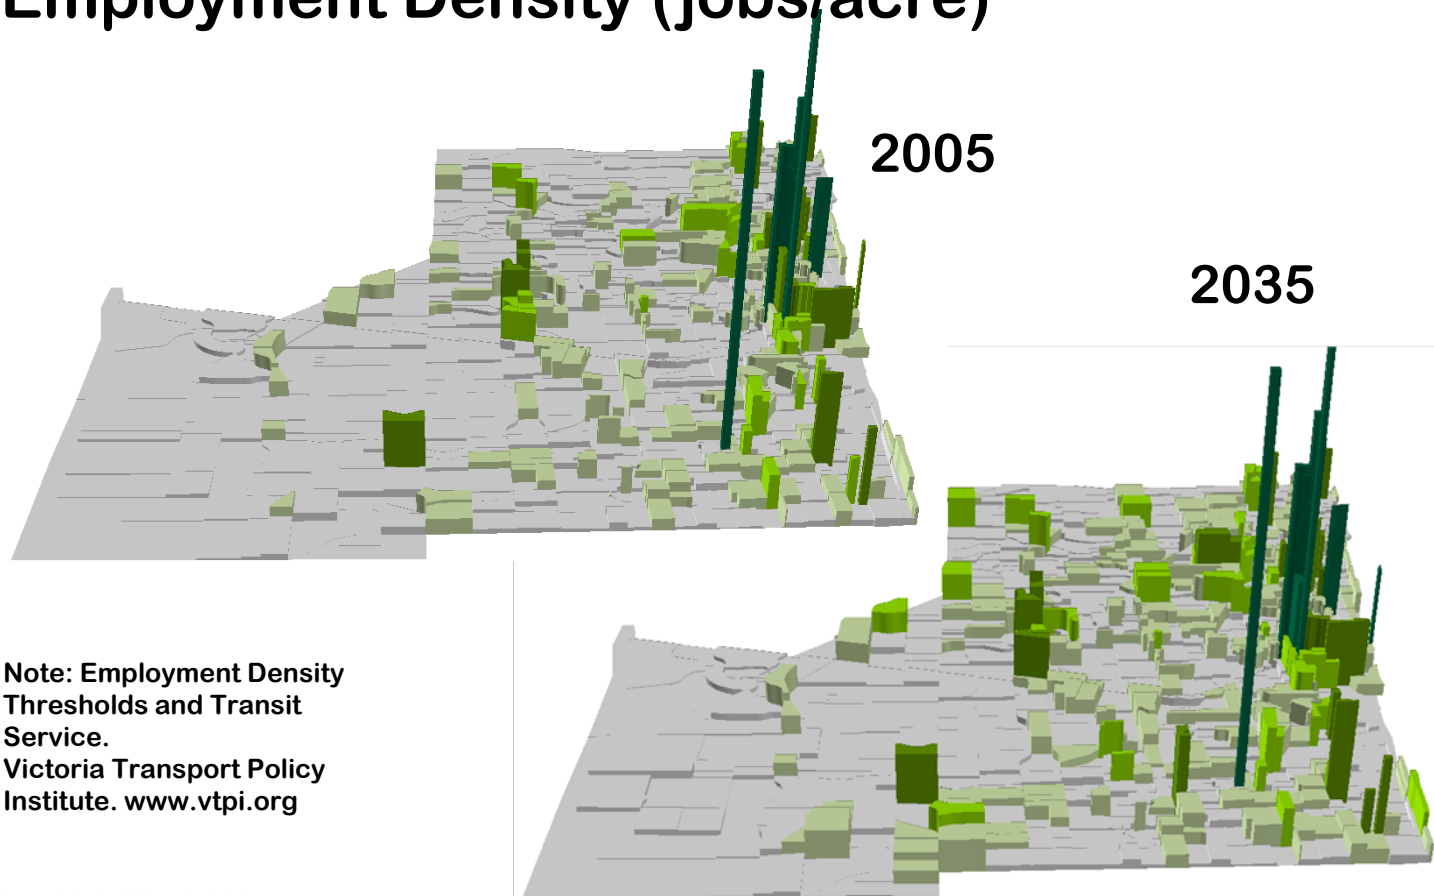 Employment Density (jobs/acre)
2005
2035
Note: Employment Density
Thresholds and Transit
Service.
Victoria Transport Policy
Institute. www.vtpi.org